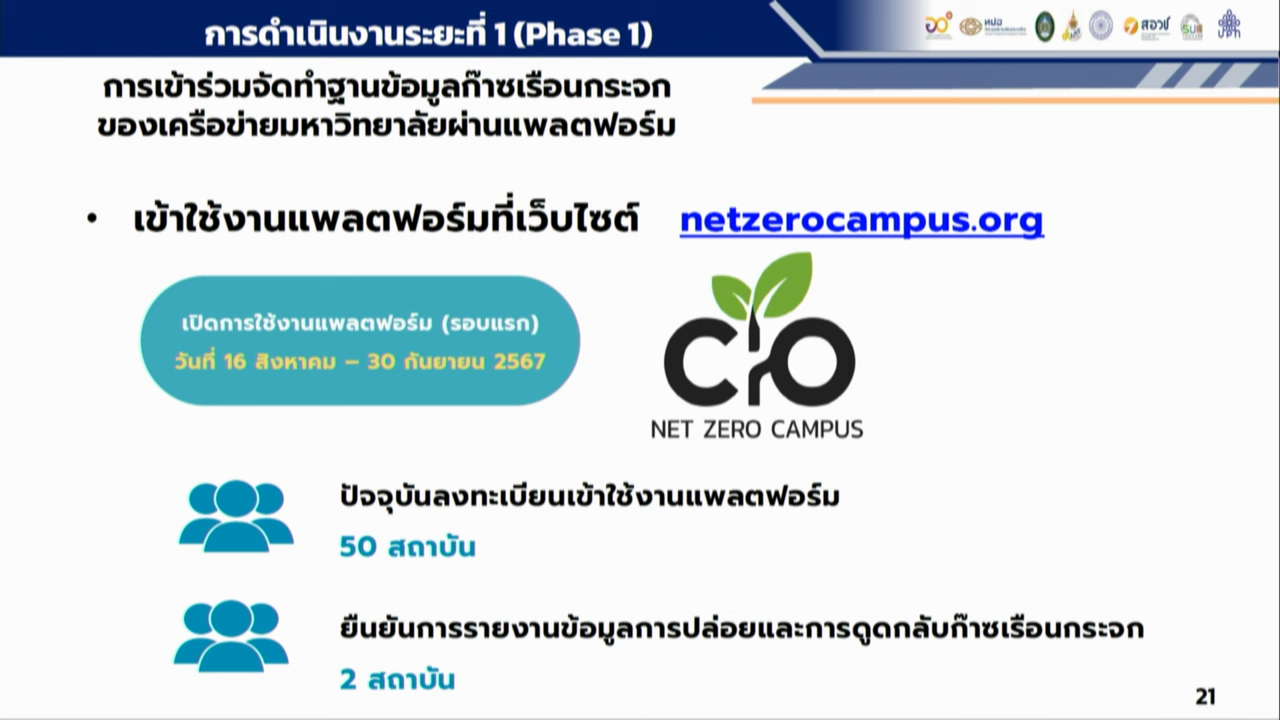 การดำเนินงานระยะที่ 1 (Phase 1)
สอวช
การเข้าร่วมจัดทำฐานข้อมูลก๊าซเรือนกระจก
ของเครือข่ายมหาวิทยาลัยผ่านแพลตฟอร์ม
• เข้าใช้งานแพลตฟอร์มที่เว็บไซต์ netzerocampus.org
เปิดการใช้งานแพลตฟอร์ม (รอบแรก)
วันที่ 16 สิงหาคม – 30 กันยายน 2567
NET ZERO CAMPUS
ปัจจุบันลงทะเบียนเข้าใช้งานแพลตฟอร์ม
50 สถาบัน
ยืนยันการรายงานข้อมูลการปล่อยและการดูดกลับก๊าซเรือนกระจก
2 สถาบัน
21